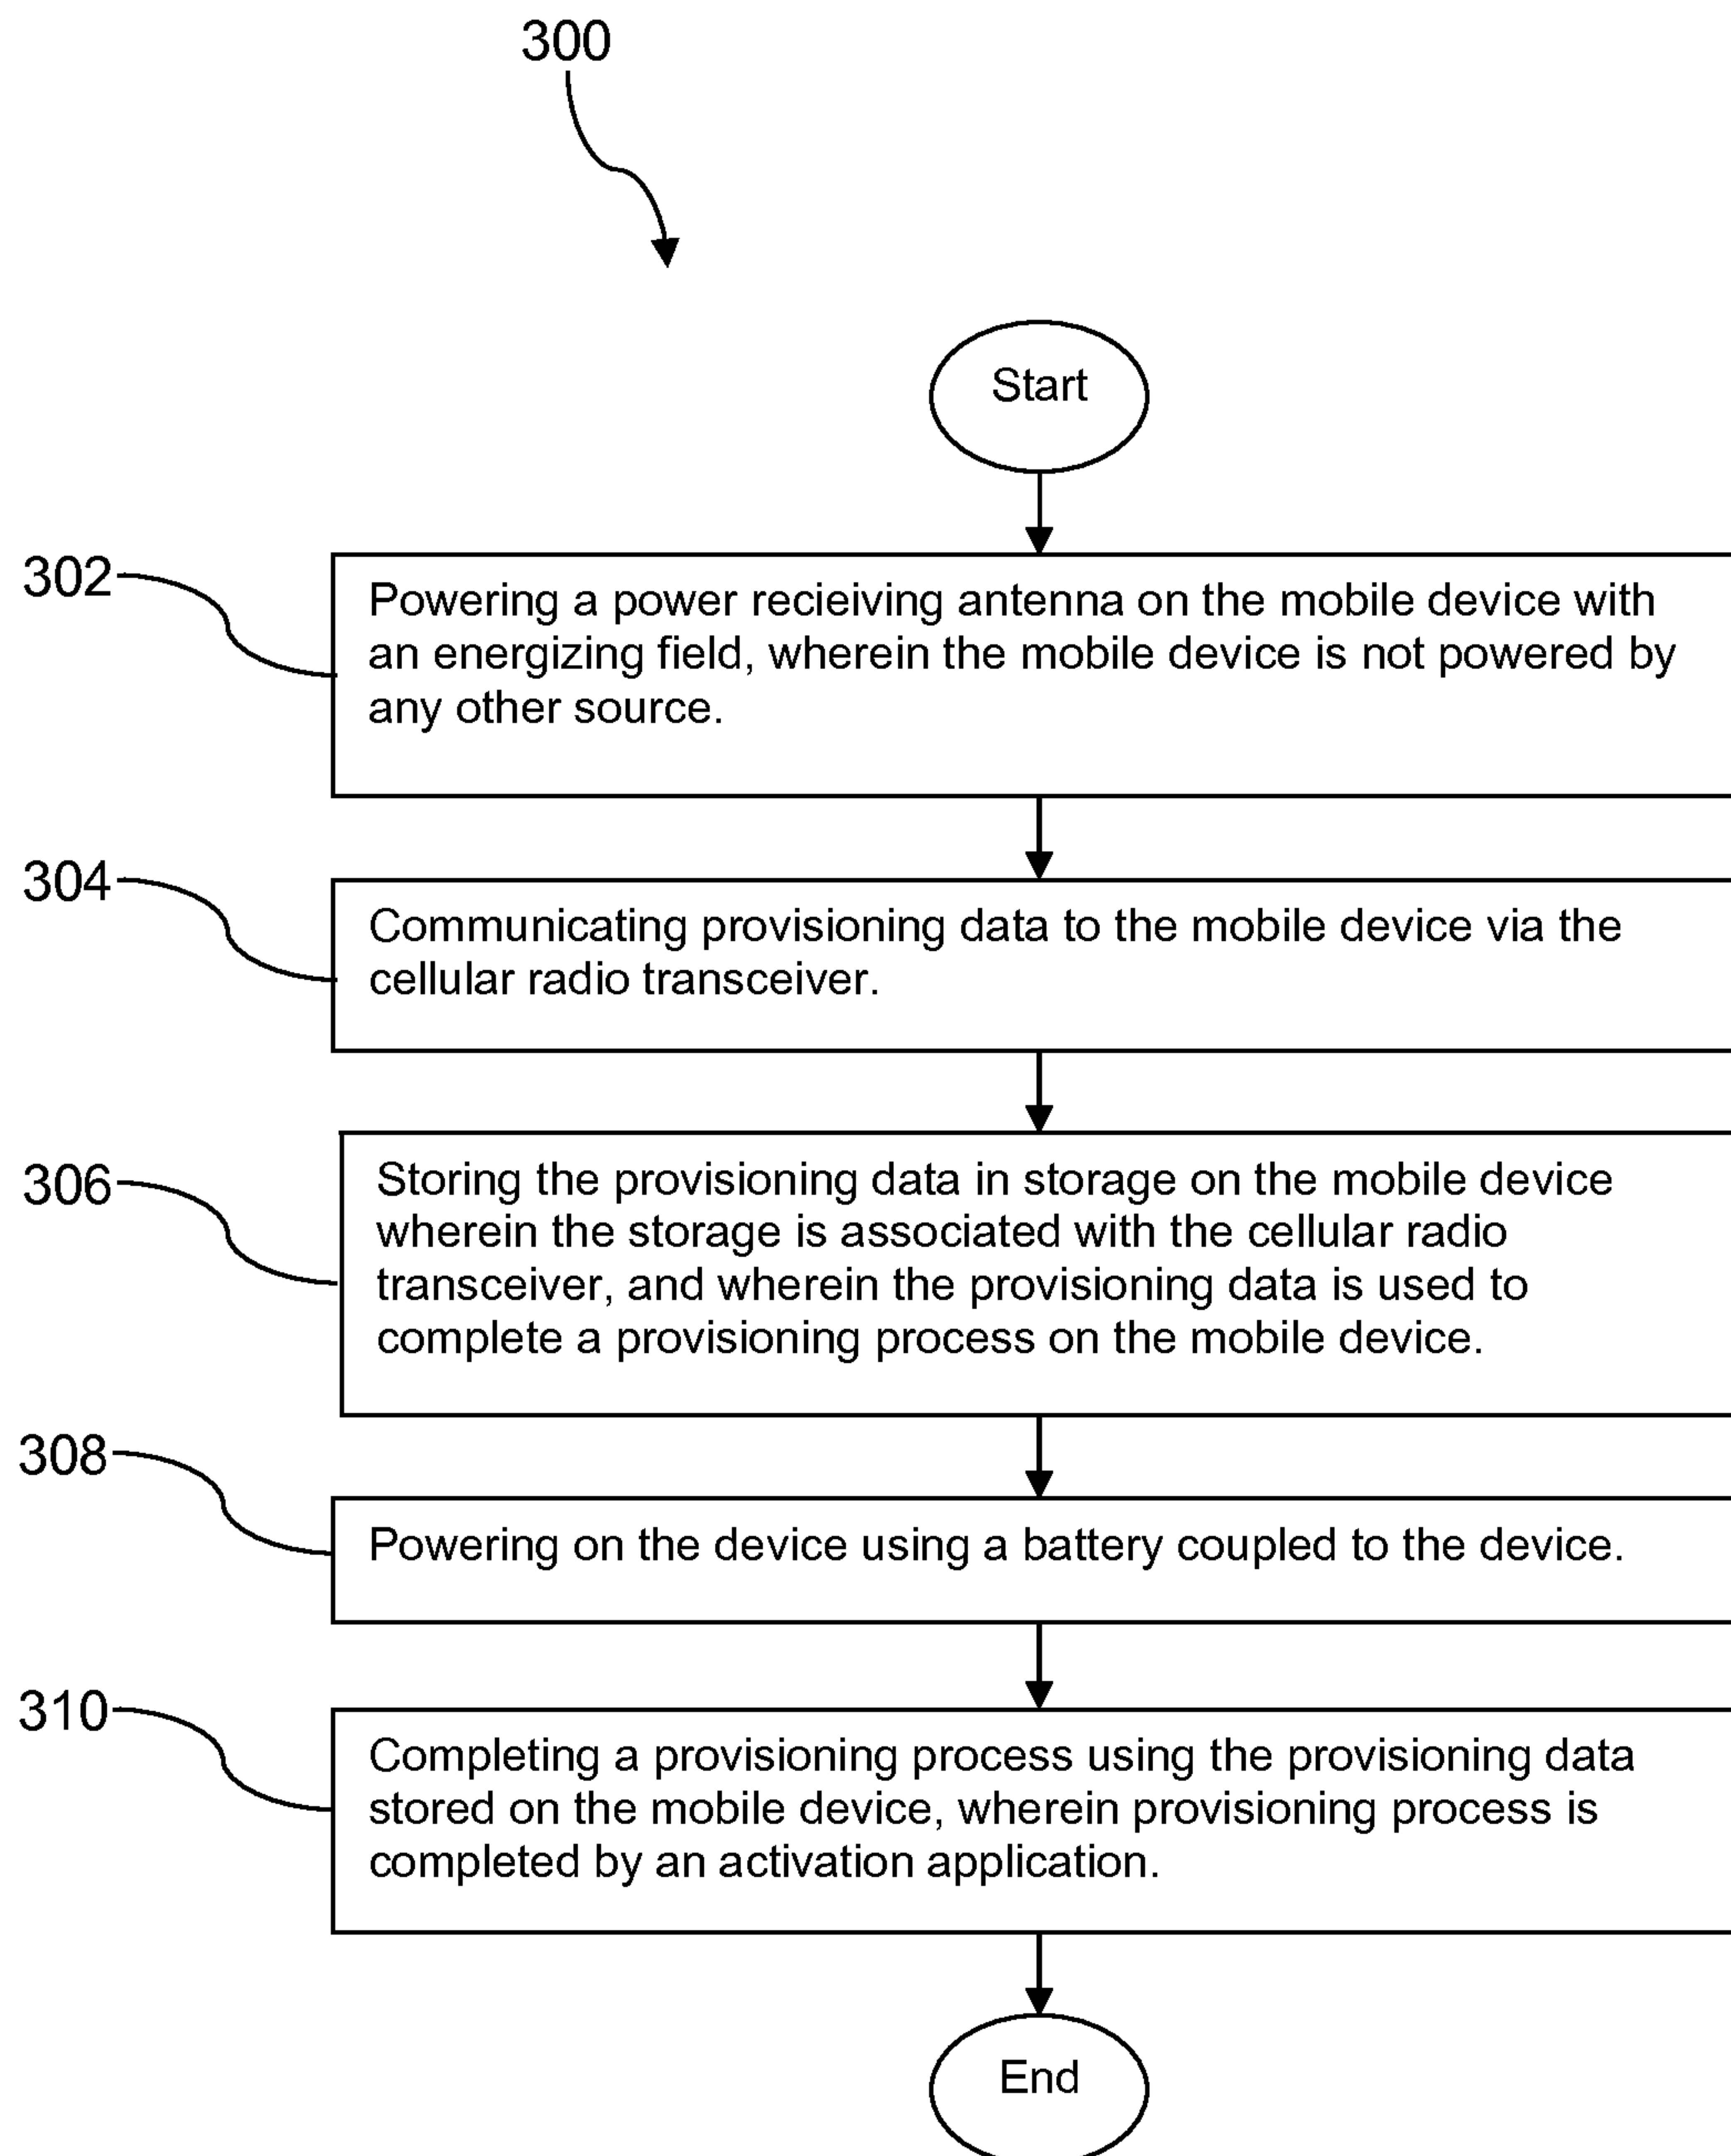 300
Start
302
Powering a power recieiving antenna on the mobile device with
an energizing field, wherein the mobile device is not powered by
any other source.
304
Communicating provisioning data to the mobile device via the
cellular radio transceiver.
306
Storing the provisioning data in storage on the mobile device
wherein the storage is associated with the cellular radio
transceiver, and wherein the provisioning data is used to
complete a provisioning process on the mobile device.
308
Powering on the device using a battery coupled to the device.
310
Completing a provisioning process using the provisioning data
stored on the mobile device, wherein provisioning process is
completed by an activation application.
End